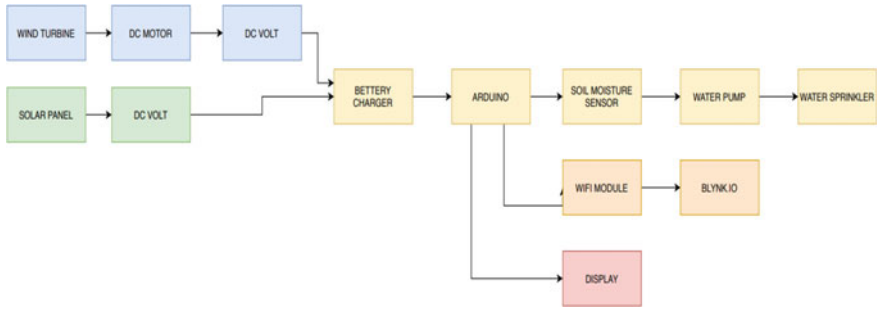 WIND TURBINE
DC MOTOR
DC VOLT
SOLAR PANEL
DC VOLT
BETTERY
CHARGER
ARDUINO
SOIL MOISTURE
SENSOR
WATER PUMP
WATER SPRINKLER
WIFI MODULE
BLYNK.IO
DISPLAY